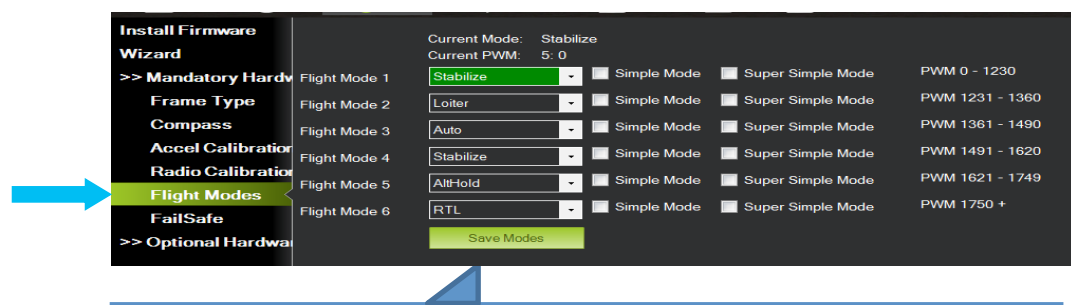 Install Firmware
Wizard
>> Mandatory Hardw
Frame Type
Compass
Accel Calibration
Radio Calibration
Flight Modes
FailSafe
>> Optional Hardwar
Current Mode: Stabilize
Current PWM: 5: 0
Flight Mode 1 Stabilize Simple Mode Super Simple Mode PWM 0 - 1230
Flight Mode 2 Loiter Simple Mode Super Simple Mode PWM 1231 - 1360
Flight Mode 3 Auto Simple Mode Super Simple Mode PWM 1361 - 1490
Flight Mode 4 Stabilize Simple Mode Super Simple Mode PWM 1491 - 1620
Flight Mode 5 AltHold Simple Mode Super Simple Mode PWM 1621 - 1749
Flight Mode 6 RTL Simple Mode Super Simple Mode PWM 1750 +
Save Modes